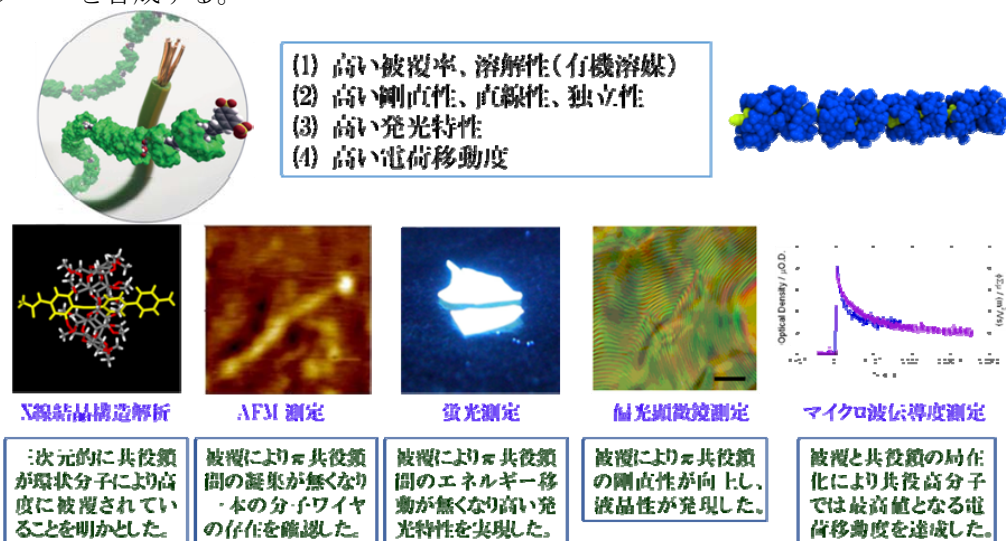 を合成する。
(1) 高い被覆率、溶解性(有機溶媒)
(2) 高い剛直性、直線性、独立性
(3) 高い発光特性
(4) 高い電荷移動度
Optical Density / μO.D.
X線結晶構造解析
AFM 測定
蛍光測定
偏光顕微鏡測定
マイクロ波伝導度測定
三次元的に共役鎖
が環状分子により高
度に被覆されてい
ることを明かとした。
被覆によりπ共役鎖
間の凝集が無くなり
一本の分子ワイヤ
の存在を確認した。
被覆によりπ共役鎖
間のエネルギー移
動が無くなり高い発
光特性を実現した。
被覆によりπ共役鎖
の剛直性が向上し、
液晶性が発現した。
被覆と共役鎖の局在
化により共役高分子
では最高値となる電
荷移動度を達成した。